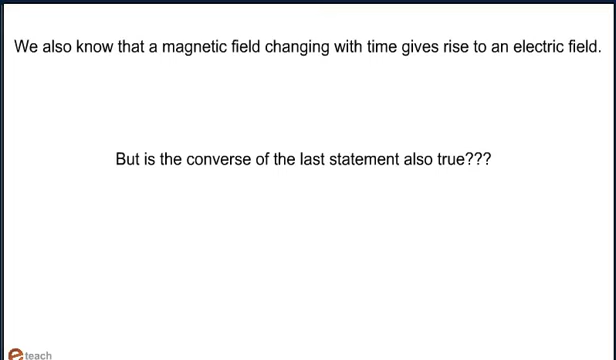 We also know that a magnetic field changing with time gives rise to an electric field.
But is the converse of the last statement also true???
e teach